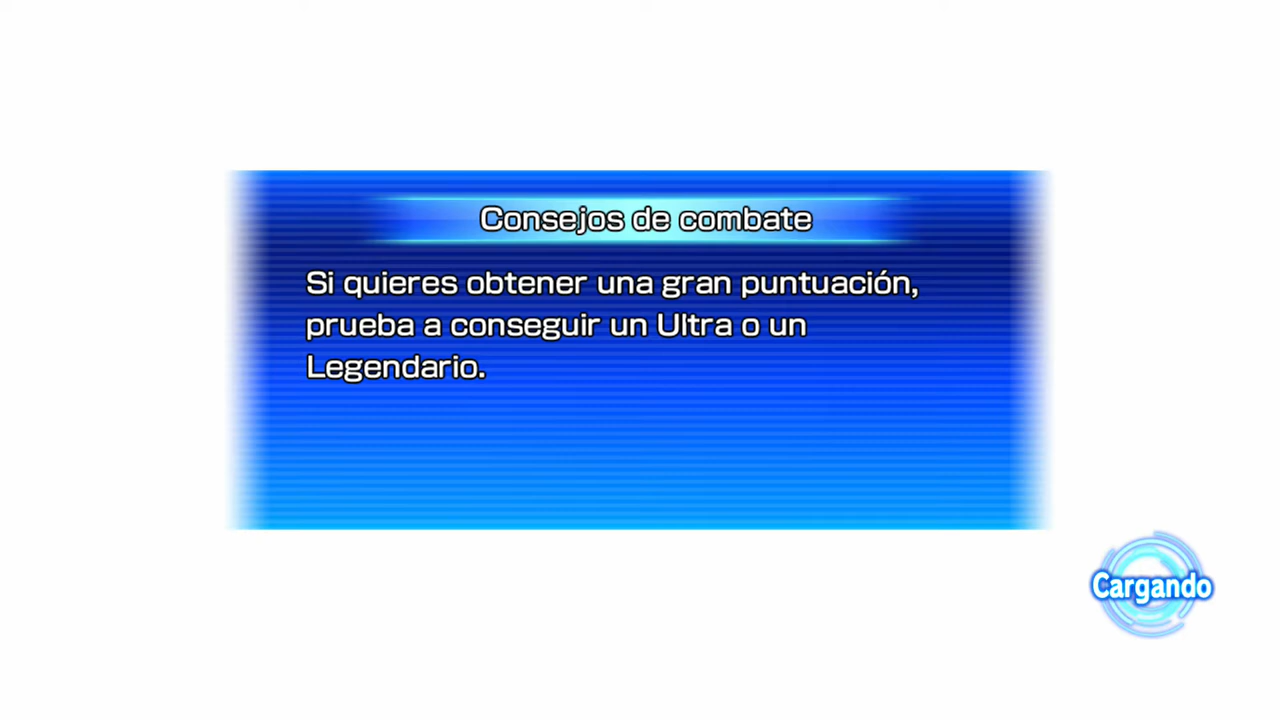 Consejos de combate
Si quieres obtener una gran puntuación,
prueba a conseguir un Ultra o un
Legendario.
Cargando